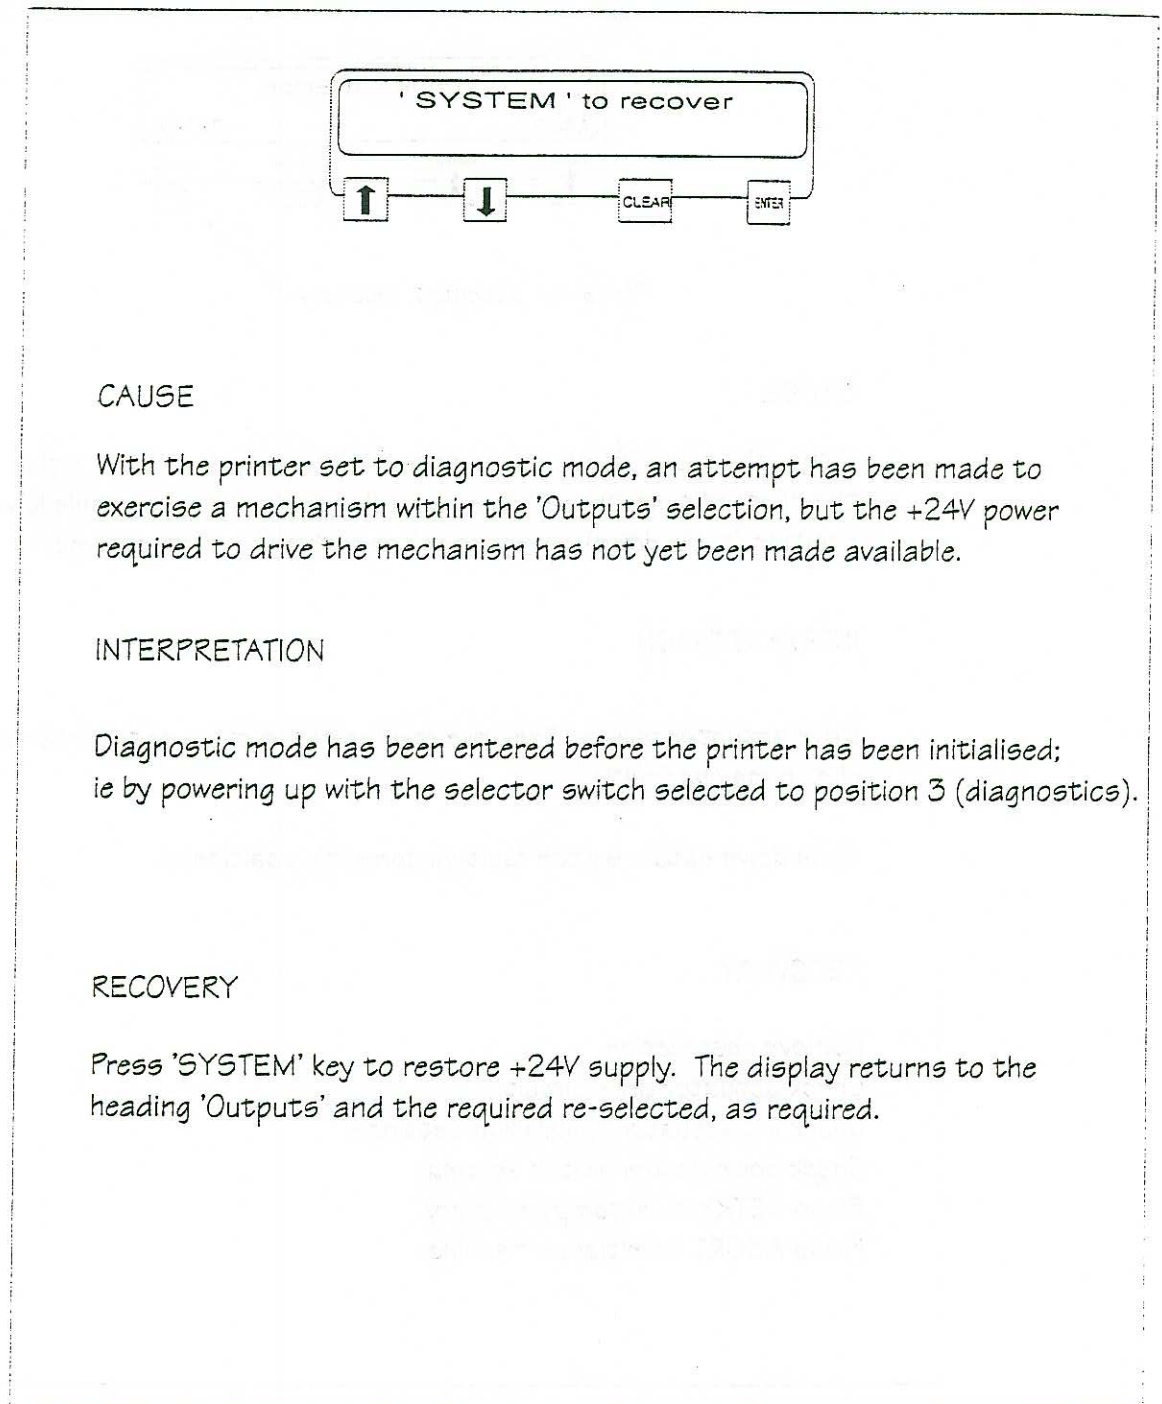 ' SYSTEM ' to recover
CLEAR
ENTER
CAUSE
With the printer set to diagnostic mode, an attempt has been made to
exercise a mechanism within the 'Outputs' selection, but the +24V power
required to drive the mechanism has not yet been made available.
INTERPRETATION
Diagnostic mode has been entered before the printer has been initialised;
ie by powering up with the selector switch selected to position 3 (diagnostics).
RECOVERY
Press 'SYSTEM' key to restore +24V supply. The display returns to the
heading 'Outputs' and the required re-selected, as required.